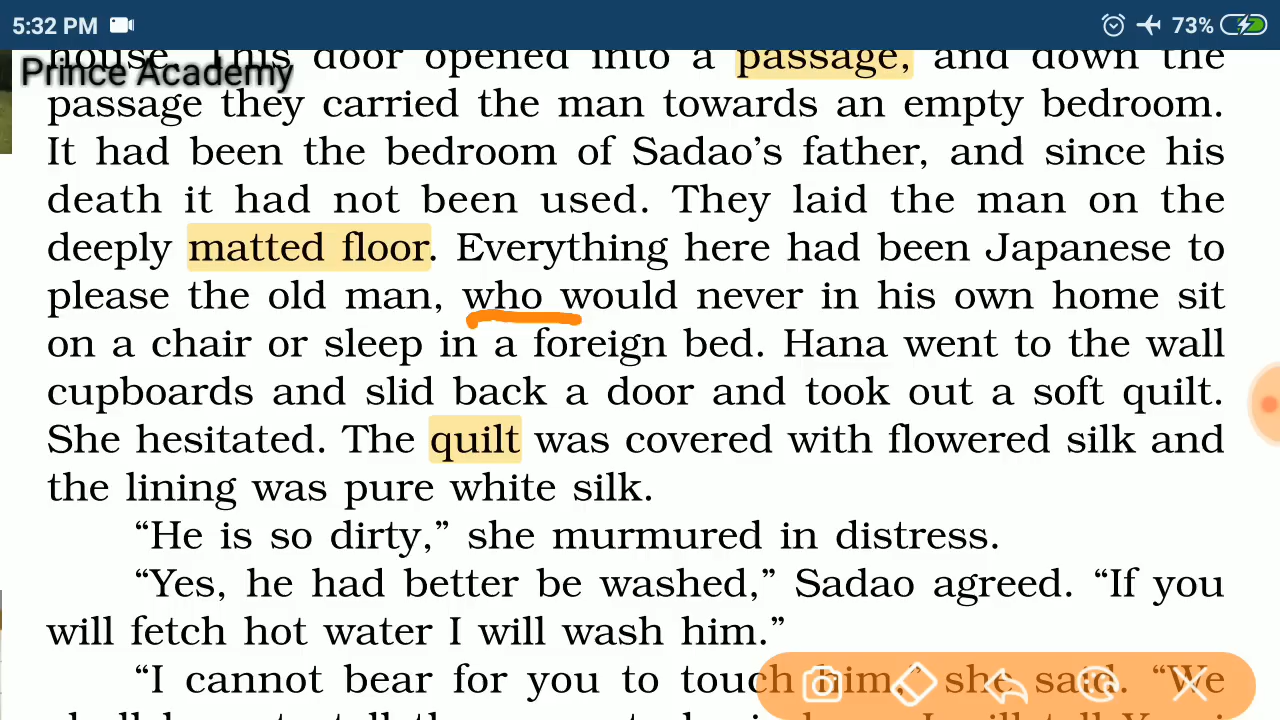 5:32 PM 73%
house. This door opened into a passage, and down the
Prince Academy
passage they carried the man towards an empty bedroom.
It had been the bedroom of Sadao’s father, and since his
death it had not been used. They laid the man on the
deeply matted floor. Everything here had been Japanese to
please the old man, who would never in his own home sit
on a chair or sleep in a foreign bed. Hana went to the wall
cupboards and slid back a door and took out a soft quilt.
She hesitated. The quilt was covered with flowered silk and
the lining was pure white silk.
“He is so dirty,” she murmured in distress.
“Yes, he had better be washed,” Sadao agreed. “If you
will fetch hot water I will wash him.”
“I cannot bear for you to touch him,” she said. “We